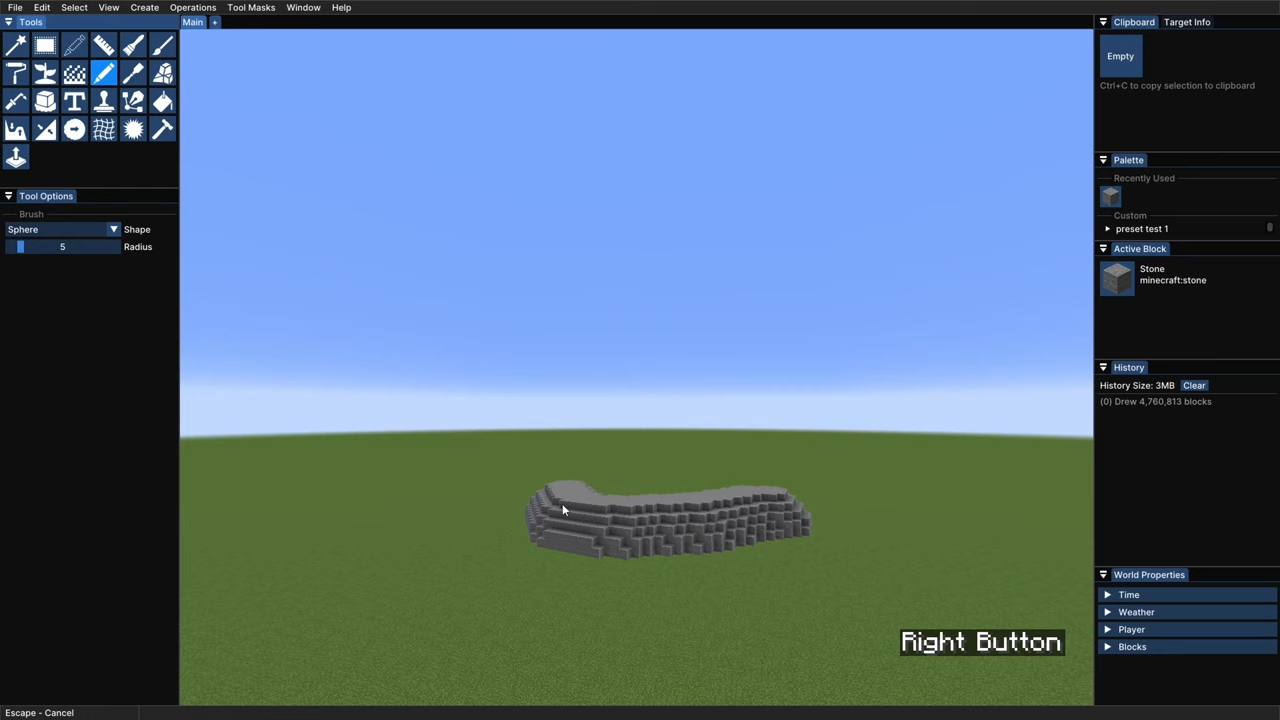 File Edit Select View Create Operations Tool Masks Window Help
Tools
Main +
Clipboard Target Info
Empty
Ctrl+C to copy selection to clipboard
Palette
Recently Used
Custom
preset test 1
Tool Options
Brush
Sphere Shape
5 Radius
Active Block
Stone
minecraft:stone
History
History Size: 3MB Clear
(0) Drew 4,760,813 blocks
World Properties
Time
Weather
Player
Blocks
Right Button
Escape - Cancel